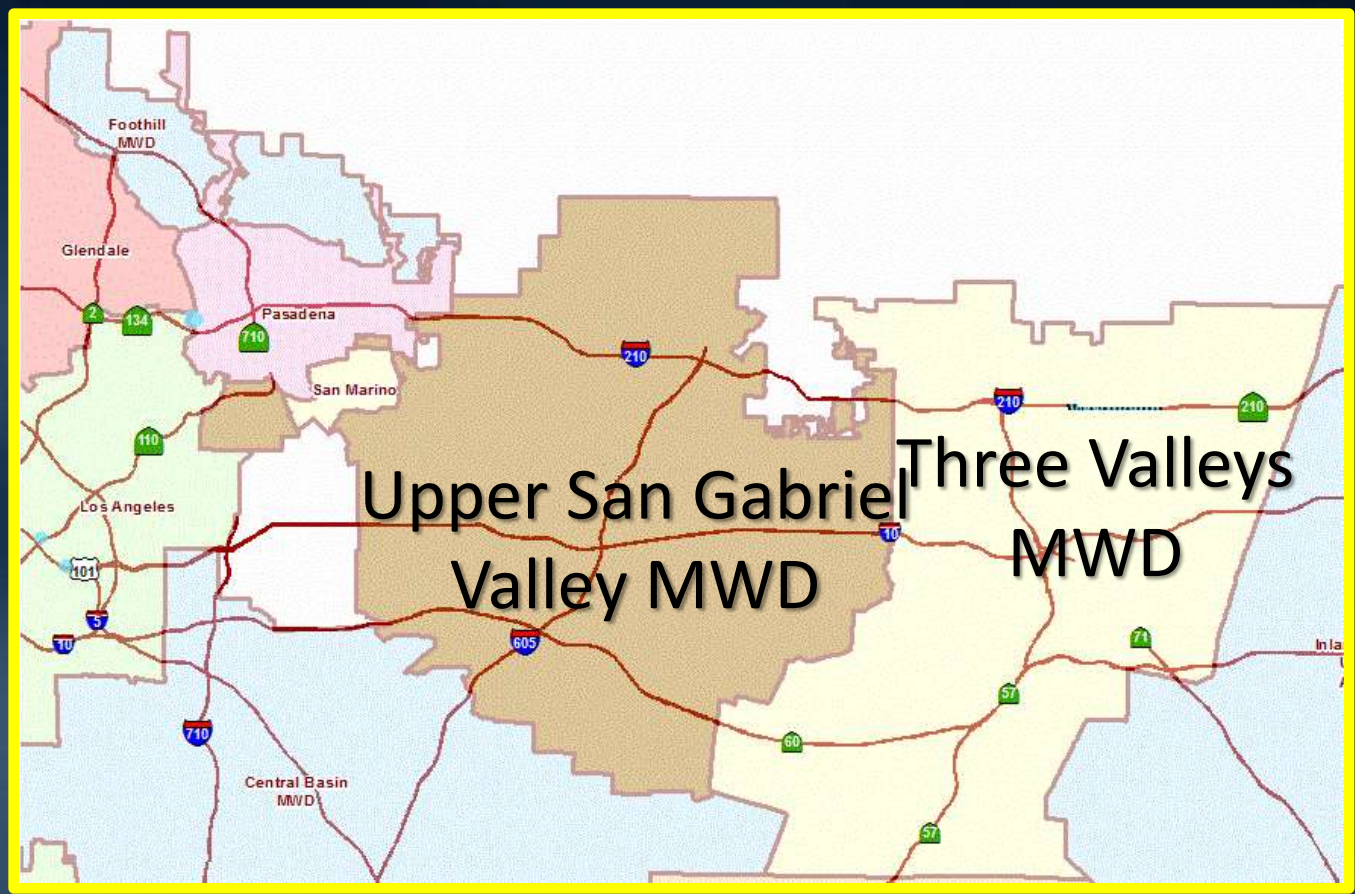 Foothill
MWD
Glendale
2
134
Pasadena
710
210
San Marino
210
210
110
Upper San Gabriel
Valley MWD
Three Valleys
MWD
Los Angeles
101
10
5
10
605
71
Inla
U
A
57
710
60
Central Basin
MWD
57